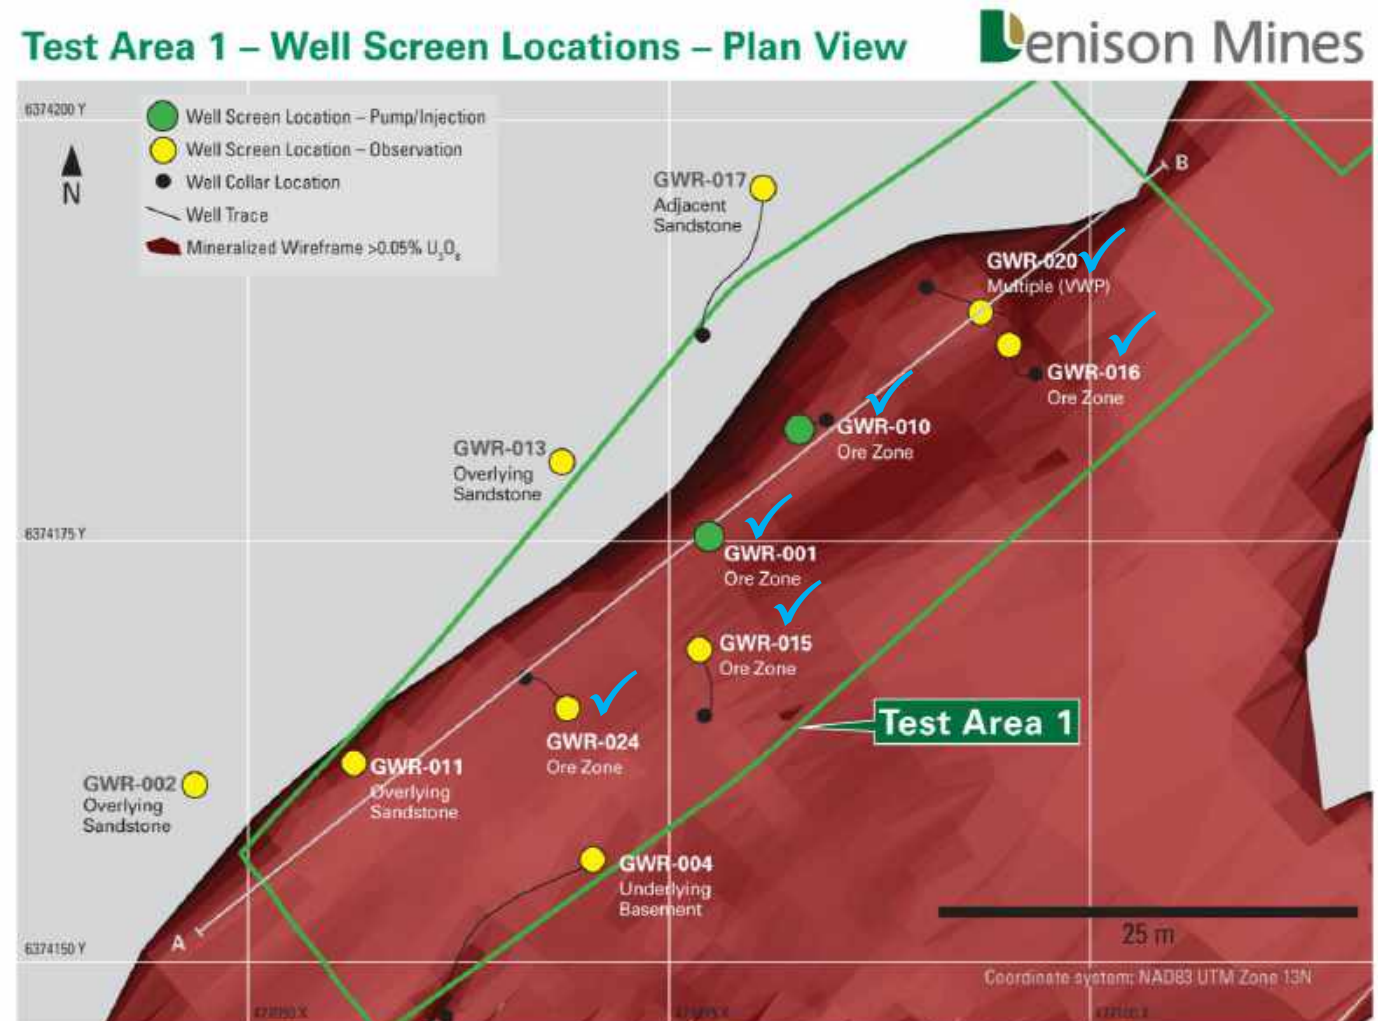 Test Area 1 – Well Screen Locations – Plan View
Denison Mines
6374200 Y
N
Well Screen Location – Pump/Injection
Well Screen Location – Observation
Well Collar Location
Well Trace
Mineralized Wireframe >0.05% U₃O₈
GWR-017
Adjacent
Sandstone
B
GWR-020
Multiple (VWP)
GWR-016
Ore Zone
GWR-010
Ore Zone
GWR-013
Overlying
Sandstone
6374175 Y
GWR-001
Ore Zone
GWR-015
Ore Zone
GWR-024
Ore Zone
Test Area 1
GWR-011
Overlying
Sandstone
GWR-002
Overlying
Sandstone
GWR-004
Underlying
Basement
A
25 m
6374150 Y
Coordinate system: NAD83 UTM Zone 13N